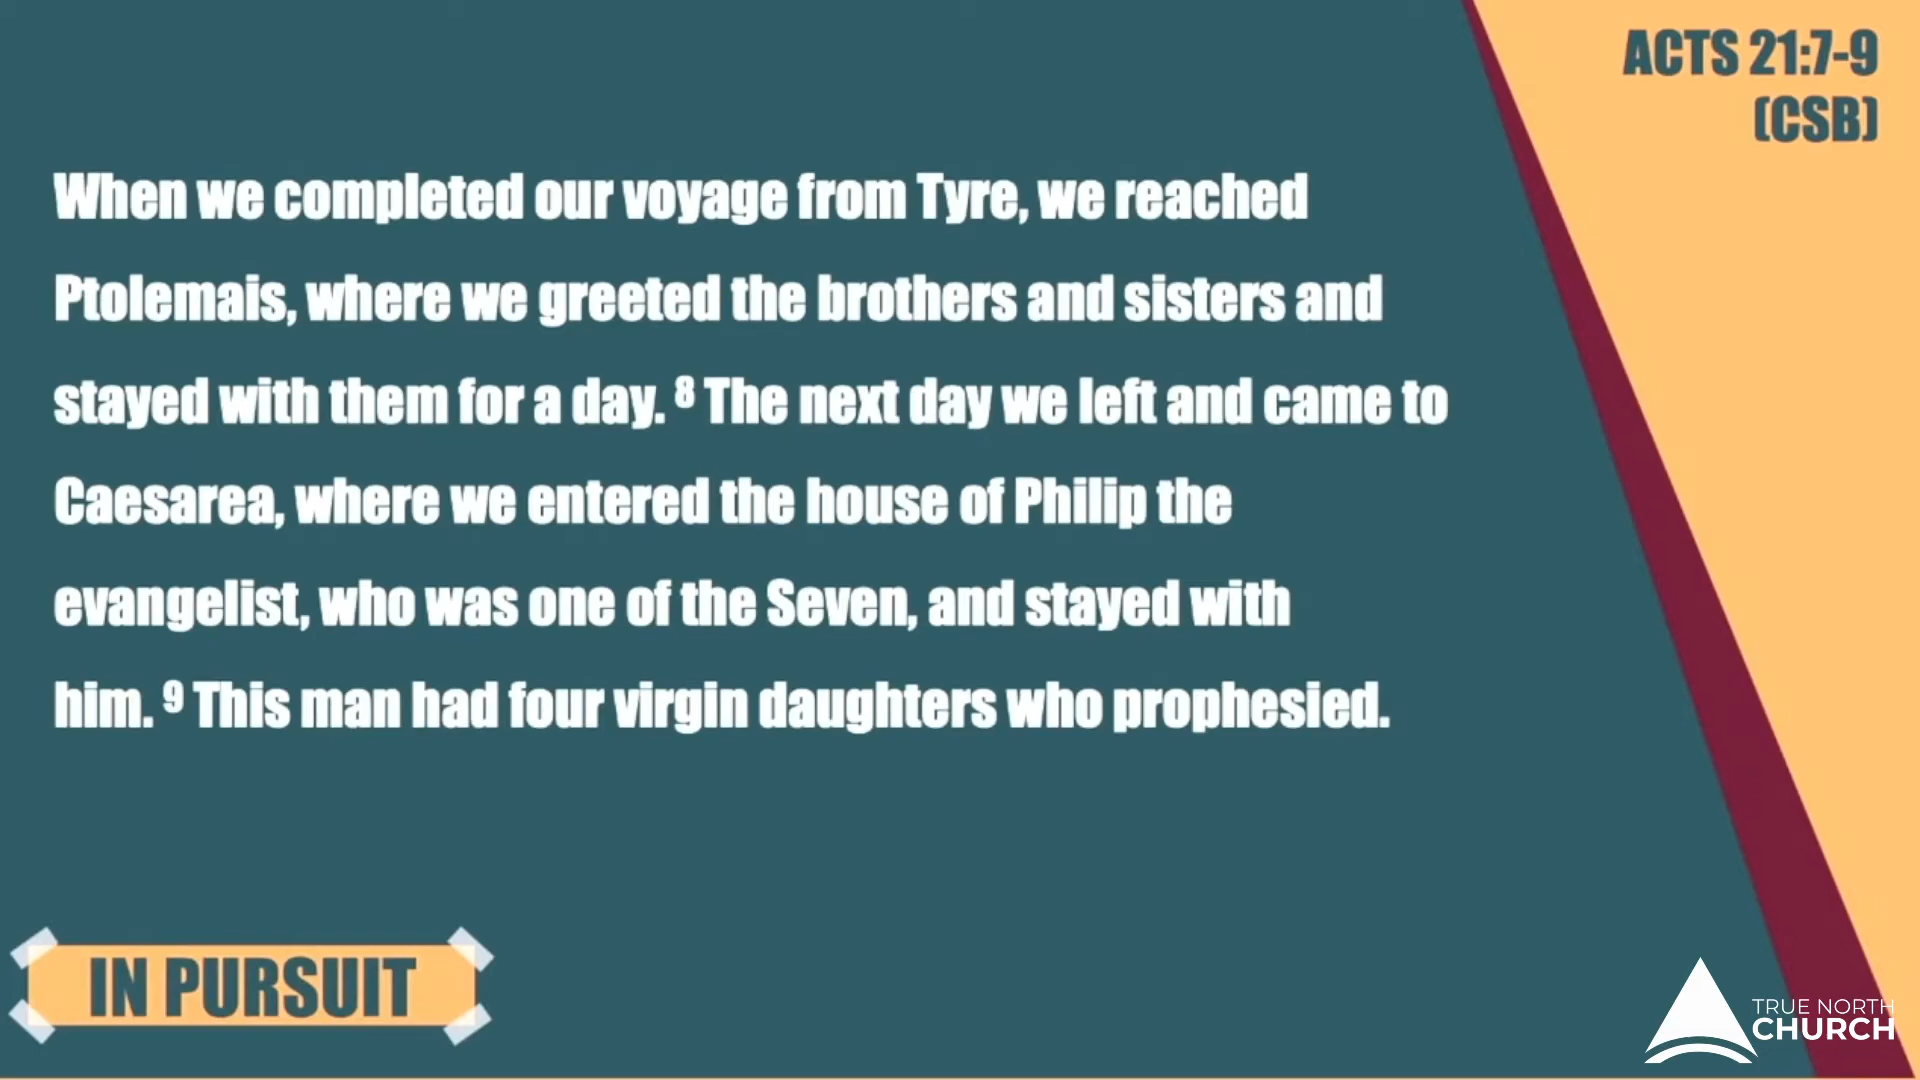 ACTS 21:7-9
(CSB)
When we completed our voyage from Tyre, we reached
Ptolemais, where we greeted the brothers and sisters and
stayed with them for a day. ⁸ The next day we left and came to
Caesarea, where we entered the house of Philip the
evangelist, who was one of the Seven, and stayed with
him. ⁹ This man had four virgin daughters who prophesied.
IN PURSUIT
TRUE NORTH
CHURCH